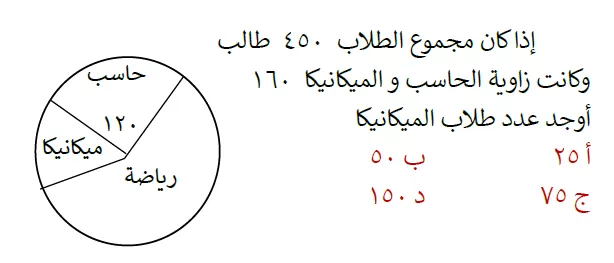 إذا كان مجموع الطلاب ٤٥٠ طالب
وكانت زاوية الحاسب و الميكانيكا ١٦٠
أوجد عدد طلاب الميكانيكا
أ ٢٥ ب ٥٠
ج ٧٥ د ١٥٠
حاسب
١٢٠
ميكانيكا
رياضة